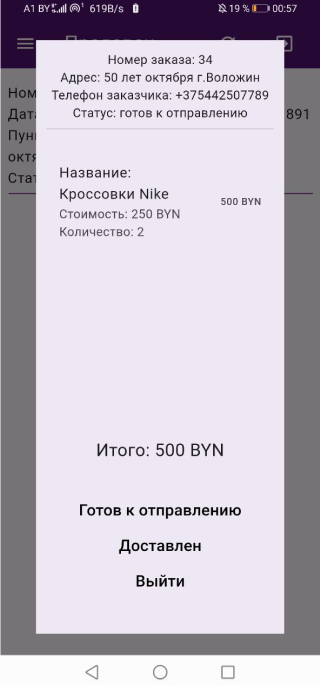 A1 BY 619B/s 19 % 00:57
Номер заказа: 34
Адрес: 50 лет октября г.Воложин
Телефон заказчика: +375442507789
Статус: готов к отправлению
Ном
Дата
891
Пун
октя
Стат
Название:
Кроссовки Nike
500 BYN
Стоимость: 250 BYN
Количество: 2
Итого: 500 BYN
Готов к отправлению
Доставлен
Выйти